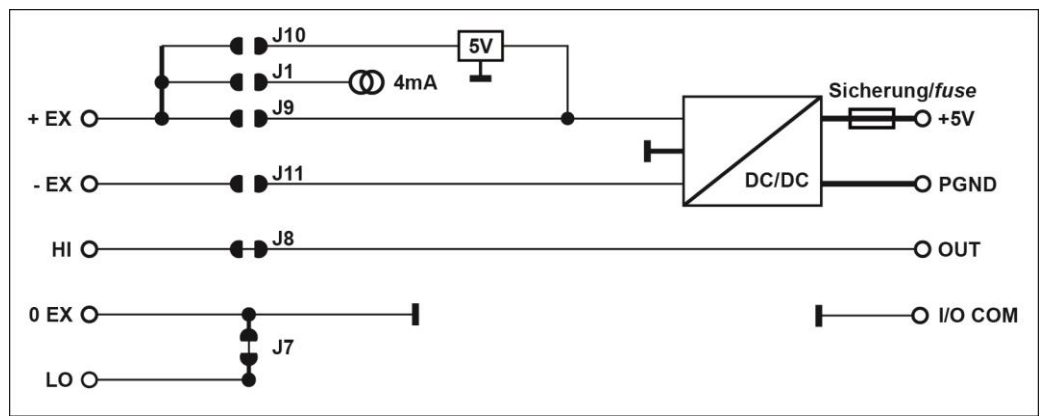 J10
5V
J1
4mA
Sicherung/fuse
+ EX
J9
+5V
- EX
J11
DC/DC
PGND
HI
J8
OUT
0 EX
I/O COM
J7
LO